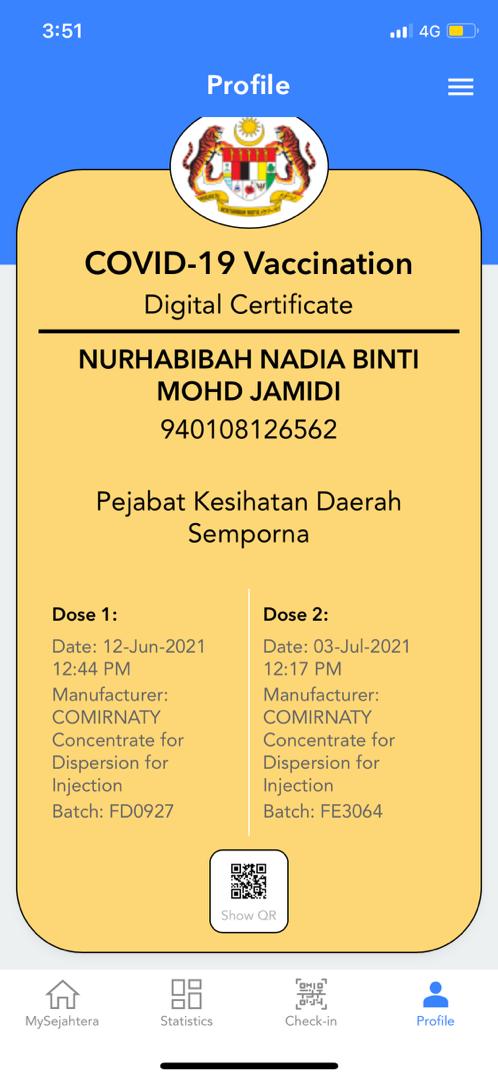 3:51
4G
Profile
COVID-19 Vaccination
Digital Certificate
NURHABIBAH NADIA BINTI
MOHD JAMIDI
940108126562
Pejabat Kesihatan Daerah
Semporna
Dose 1:
Date: 12-Jun-2021
12:44 PM
Manufacturer:
COMIRNATY
Concentrate for
Dispersion for
Injection
Batch: FD0927
Dose 2:
Date: 03-Jul-2021
12:17 PM
Manufacturer:
COMIRNATY
Concentrate for
Dispersion for
Injection
Batch: FE3064
Show QR
MySejahtera
Statistics
Check-in
Profile